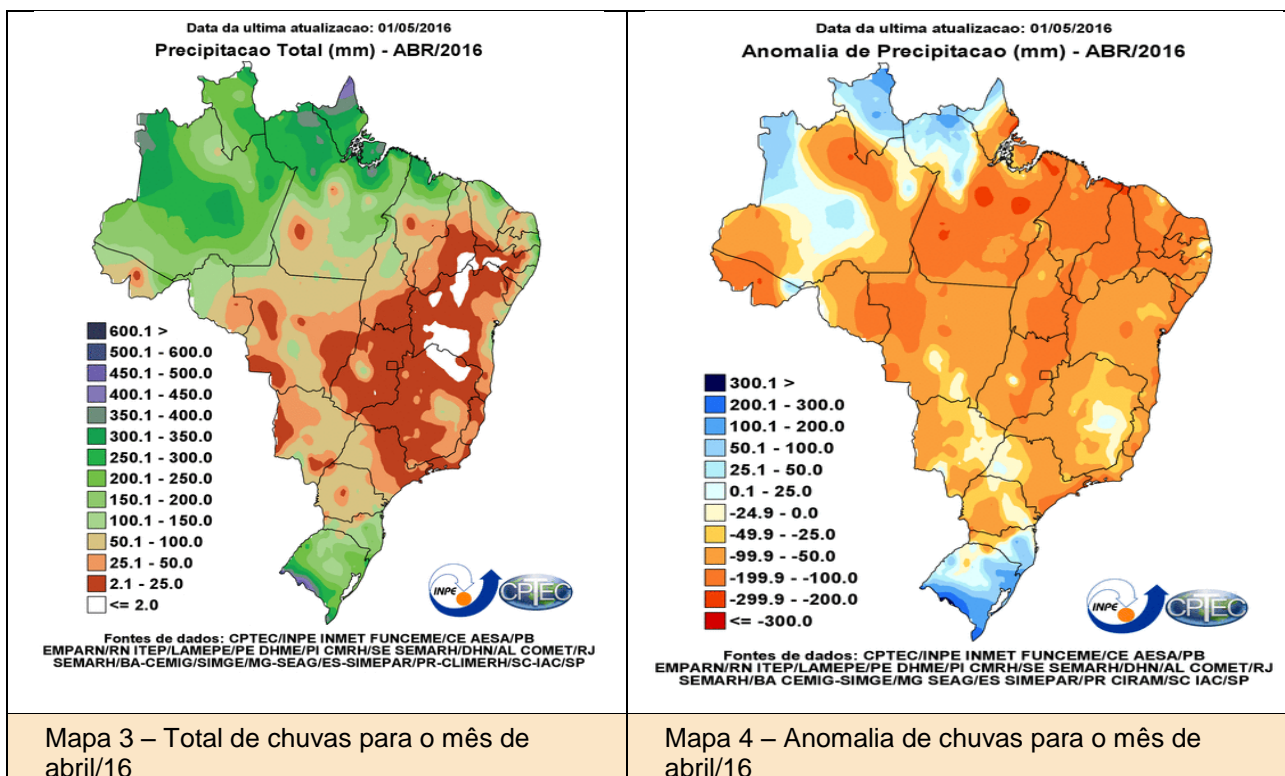 Data da ultima atualizacao: 01/05/2016
Precipitacao Total (mm) - ABR/2016
600.1 >
500.1 - 600.0
450.1 - 500.0
400.1 - 450.0
350.1 - 400.0
300.1 - 350.0
250.1 - 300.0
200.1 - 250.0
150.1 - 200.0
100.1 - 150.0
50.1 - 100.0
25.1 - 50.0
2.1 - 25.0
<= 2.0
INPE
CPTEC
Fontes de dados: CPTEC/INPE INMET FUNCEME/CE AESA/PB
EMPARN/RN ITEP/LAMEPE/PE DHME/PI CMRH/SE SEMARH/DHN/AL COMET/RJ
SEMARH/BA-CEMIG/SIMGE/MG-SEAG/ES-SIMEPAR/PR-CLIMERH/SC-IAC/SP
Mapa 3 – Total de chuvas para o mês de
abril/16
Data da ultima atualizacao: 01/05/2016
Anomalia de Precipitacao (mm) - ABR/2016
300.1 >
200.1 - 300.0
100.1 - 200.0
50.1 - 100.0
25.1 - 50.0
0.1 - 25.0
-24.9 - 0.0
-49.9 - -25.0
-99.9 - -50.0
-199.9 - -100.0
-299.9 - -200.0
<= -300.0
INPE
CPTEC
Fontes de dados: CPTEC/INPE INMET FUNCEME/CE AESA/PB
EMPARN/RN ITEP/LAMEPE/PE DHME/PI CMRH/SE SEMARH/DHN/AL COMET/RJ
SEMARH/BA CEMIG-SIMGE/MG SEAG/ES SIMEPAR/PR CIRAM/SC IAC/SP
Mapa 4 – Anomalia de chuvas para o mês de
abril/16